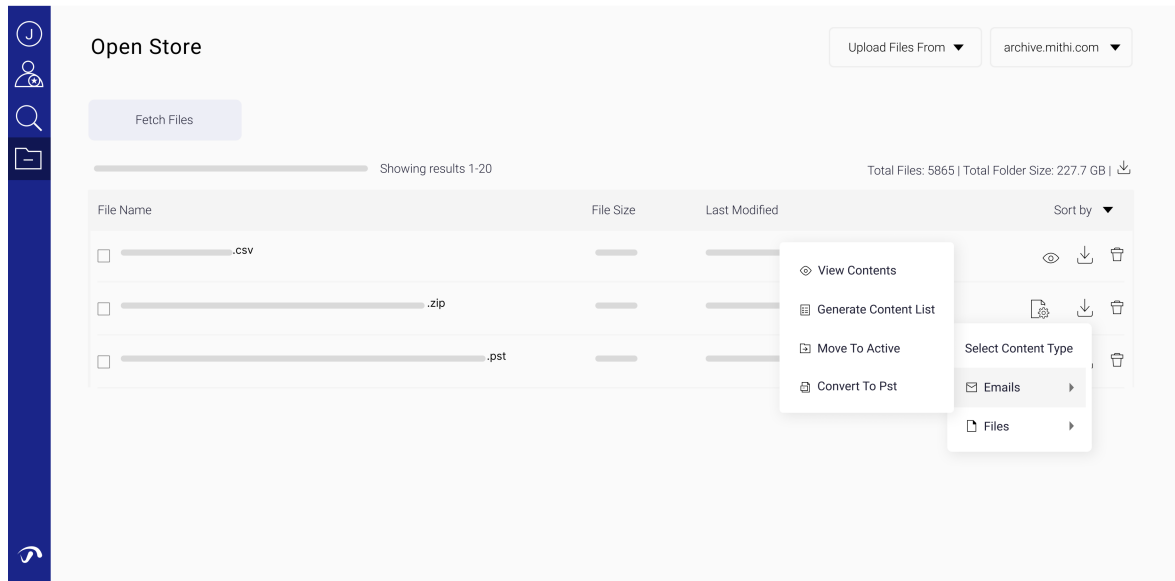 J
Open Store
Upload Files From
archive.mithi.com
Fetch Files
Showing results 1-20
Total Files: 5865 | Total Folder Size: 227.7 GB |
File Name
File Size
Last Modified
Sort by
.csv
.zip
.pst
View Contents
Generate Content List
Move To Active
Convert To Pst
Select Content Type
Emails
Files